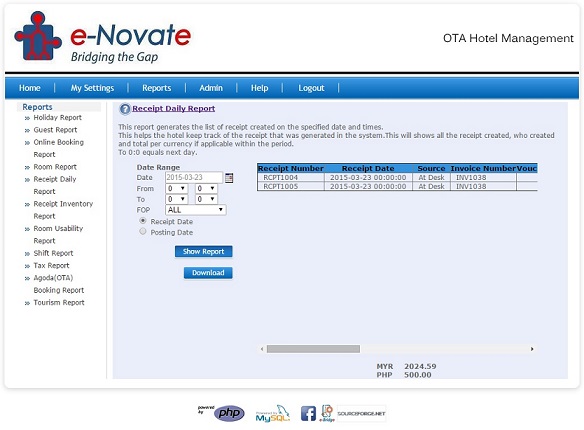 e-Novate
Bridging the Gap
OTA Hotel Management
Home | My Settings | Reports | Admin | Help | Logout |
Reports
» Holiday Report
» Guest Report
» Online Booking
Report
» Room Report
» Receipt Daily
Report
» Receipt Inventory
Report
» Room Usability
Report
» Shift Report
» Tax Report
» Agoda(OTA)
Booking Report
» Tourism Report
? Receipt Daily Report
This report generates the list of receipt created on the specified date and times.
This helps the hotel keep track of the receipt that was generated in the system.This will shows all the receipt created, who created
and total per currency if applicable within the period.
To 0:0 equals next day.
Date Range
Date 2015-03-23
From 0 0
To 0 0
FOP ALL
Receipt Date
Posting Date
Show Report
Download
Receipt Number Receipt Date Source Invoice Number Vouc
RCPT1004 2015-03-23 00:00:00 At Desk INV1038
RCPT1005 2015-03-23 00:00:00 At Desk INV1038
MYR 2024.59
PHP 500.00
powered by php
Powered by MySQL
f
e-Bridge
SOURCEFORGE.NET